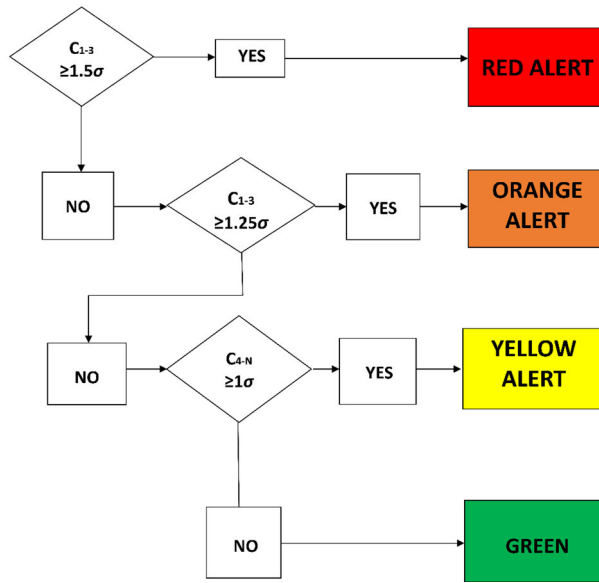 C₁₋₃
≥1.5σ
YES
RED ALERT
NO
C₁₋₃
≥1.25σ
YES
ORANGE
ALERT
NO
C₄₋N
≥1σ
YES
YELLOW
ALERT
NO
GREEN